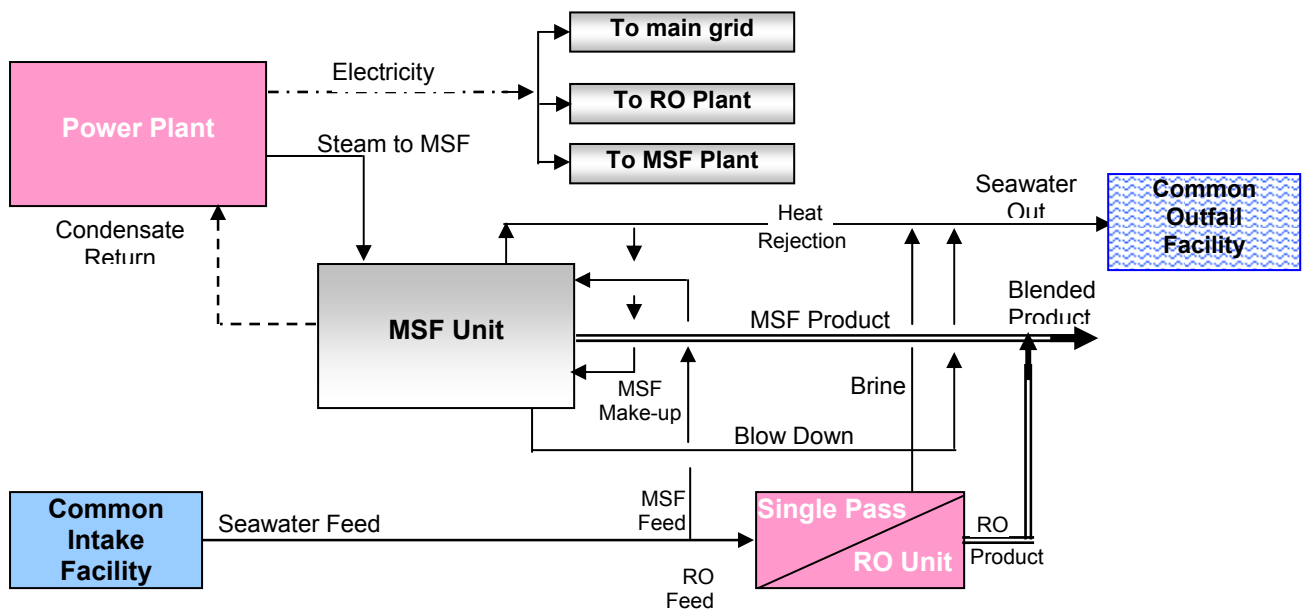 To main grid
Electricity
To RO Plant
Power Plant
To MSF Plant
Steam to MSF
Seawater
Out
Common
Outfall
Facility
Heat
Rejection
Condensate
Return
Blended
Product
MSF Unit
MSF Product
MSF
Make-up
Brine
Blow Down
Common
Intake
Facility
Seawater Feed
MSF
Feed
Single Pass
RO Unit
RO
Product
RO
Feed